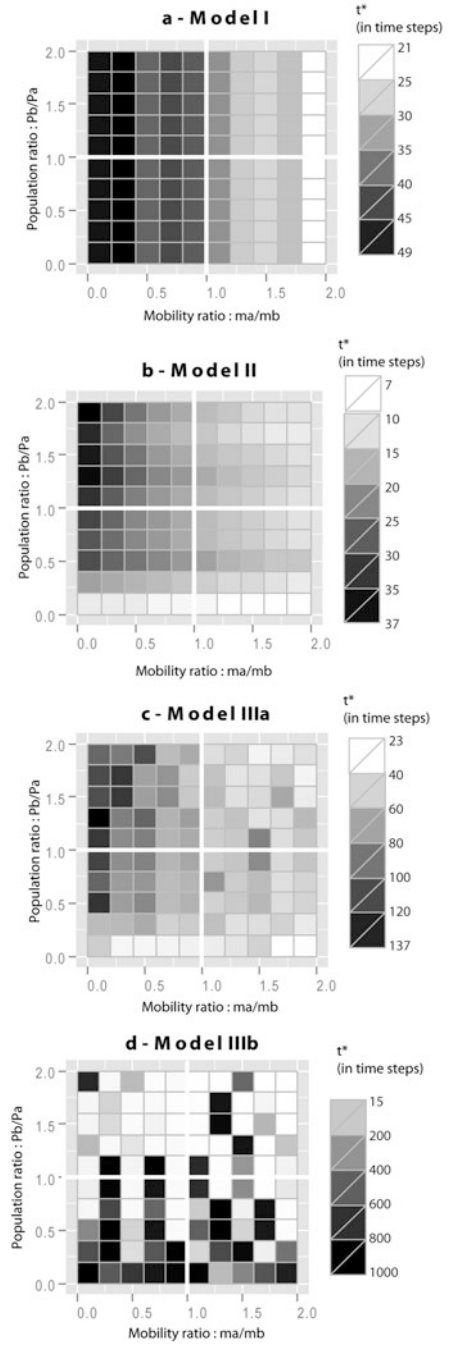 a - Model I
t*
(in time steps)
Population ratio : Pb/Pa
2.0
1.5
1.0
0.5
0.0
0.0 0.5 1.0 1.5 2.0
Mobility ratio : ma/mb
21
25
30
35
40
45
49
b - Model II
t*
(in time steps)
Population ratio : Pb/Pa
2.0
1.5
1.0
0.5
0.0
0.0 0.5 1.0 1.5 2.0
Mobility ratio : ma/mb
7
10
15
20
25
30
35
37
c - Model IIIa
t*
(in time steps)
Population ratio : Pb/Pa
2.0
1.5
1.0
0.5
0.0
0.0 0.5 1.0 1.5 2.0
Mobility ratio : ma/mb
23
40
60
80
100
120
137
d - Model IIIb
t*
(in time steps)
Population ratio : Pb/Pa
2.0
1.5
1.0
0.5
0.0
0.0 0.5 1.0 1.5 2.0
Mobility ratio : ma/mb
15
200
400
600
800
1000